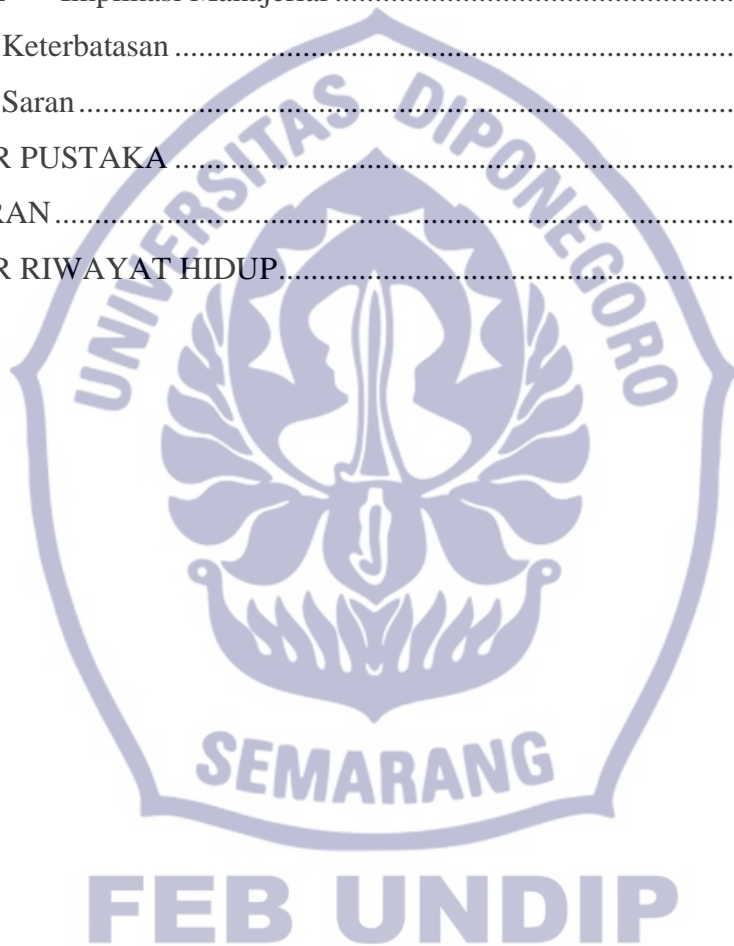 Implikasi Manajerial ................................................................
Keterbatasan ................................................................
Saran ................................................................
R PUSTAKA ................................................................
RAN ................................................................
R RIWAYAT HIDUP ................................................................
UNIVERSITAS DIPONEGORO
SEMARANG
FEB UNDIP